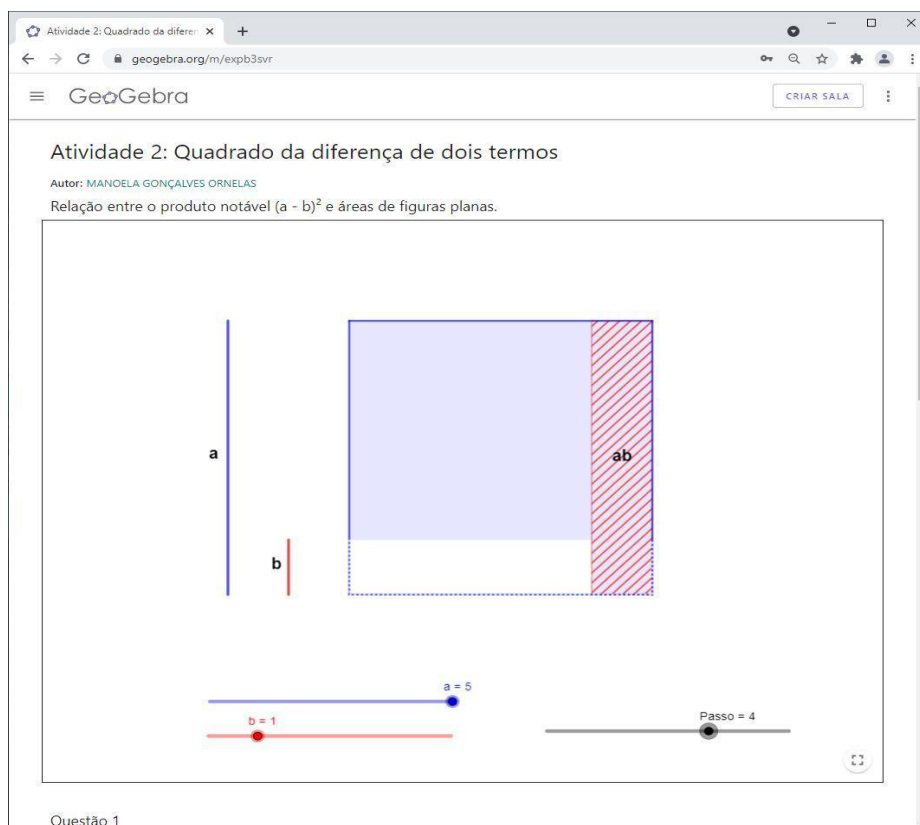 Atividade 2: Quadrado da difere
geogebra.org/m/expb3svr
GeoGebra
CRIAR SALA
Atividade 2: Quadrado da diferença de dois termos
Autor: MANOELA GONÇALVES ORNELAS
Relação entre o produto notável (a - b)² e áreas de figuras planas.
a
ab
b
a = 5
b = 1
Passo = 4
Questão 1